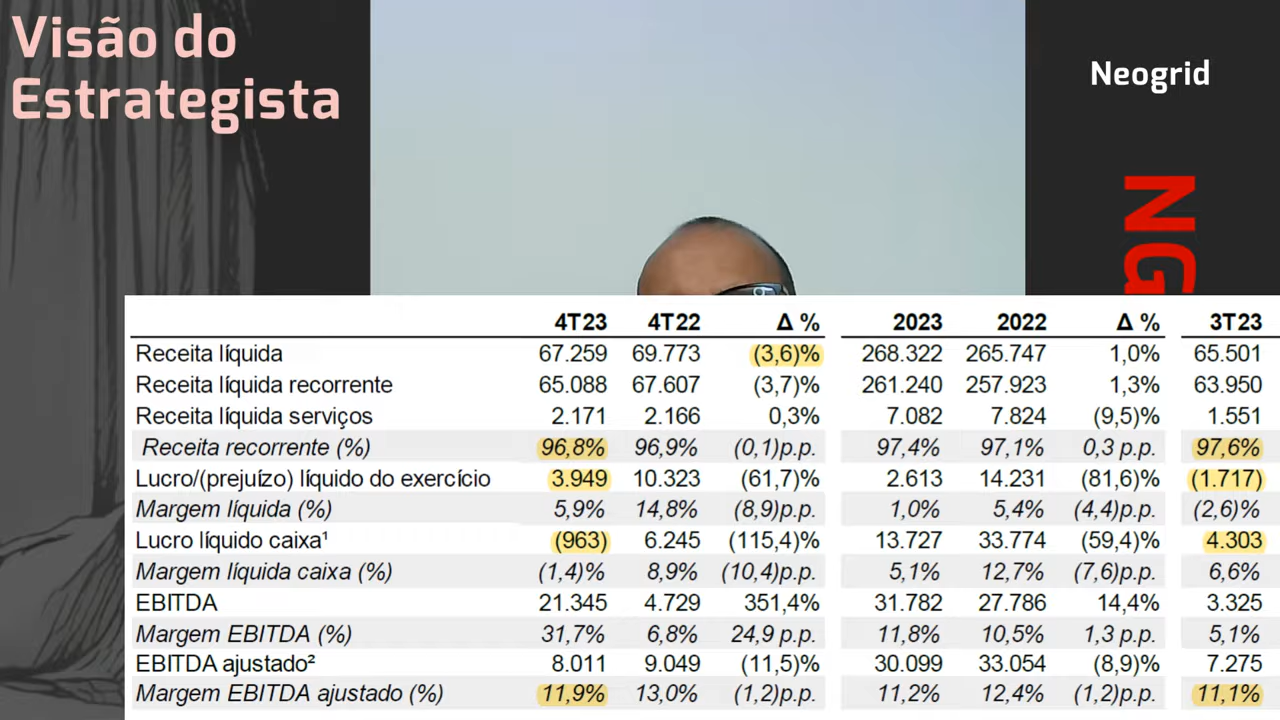 Visão do
Estrategista
Neogrid
NG
4T23 4T22 Δ % 2023 2022 Δ % 3T23
Receita líquida 67.259 69.773 (3,6)% 268.322 265.747 1,0% 65.501
Receita líquida recorrente 65.088 67.607 (3,7)% 261.240 257.923 1,3% 63.950
Receita líquida serviços 2.171 2.166 0,3% 7.082 7.824 (9,5)% 1.551
Receita recorrente (%) 96,8% 96,9% (0,1)p.p. 97,4% 97,1% 0,3 p.p. 97,6%
Lucro/(prejuízo) líquido do exercício 3.949 10.323 (61,7)% 2.613 14.231 (81,6)% (1.717)
Margem líquida (%) 5,9% 14,8% (8,9)p.p. 1,0% 5,4% (4,4)p.p. (2,6)%
Lucro líquido caixa¹ (963) 6.245 (115,4)% 13.727 33.774 (59,4)% 4.303
Margem líquida caixa (%) (1,4)% 8,9% (10,4)p.p. 5,1% 12,7% (7,6)p.p. 6,6%
EBITDA 21.345 4.729 351,4% 31.782 27.786 14,4% 3.325
Margem EBITDA (%) 31,7% 6,8% 24,9 p.p. 11,8% 10,5% 1,3 p.p. 5,1%
EBITDA ajustado² 8.011 9.049 (11,5)% 30.099 33.054 (8,9)% 7.275
Margem EBITDA ajustado (%) 11,9% 13,0% (1,2)p.p. 11,2% 12,4% (1,2)p.p. 11,1%